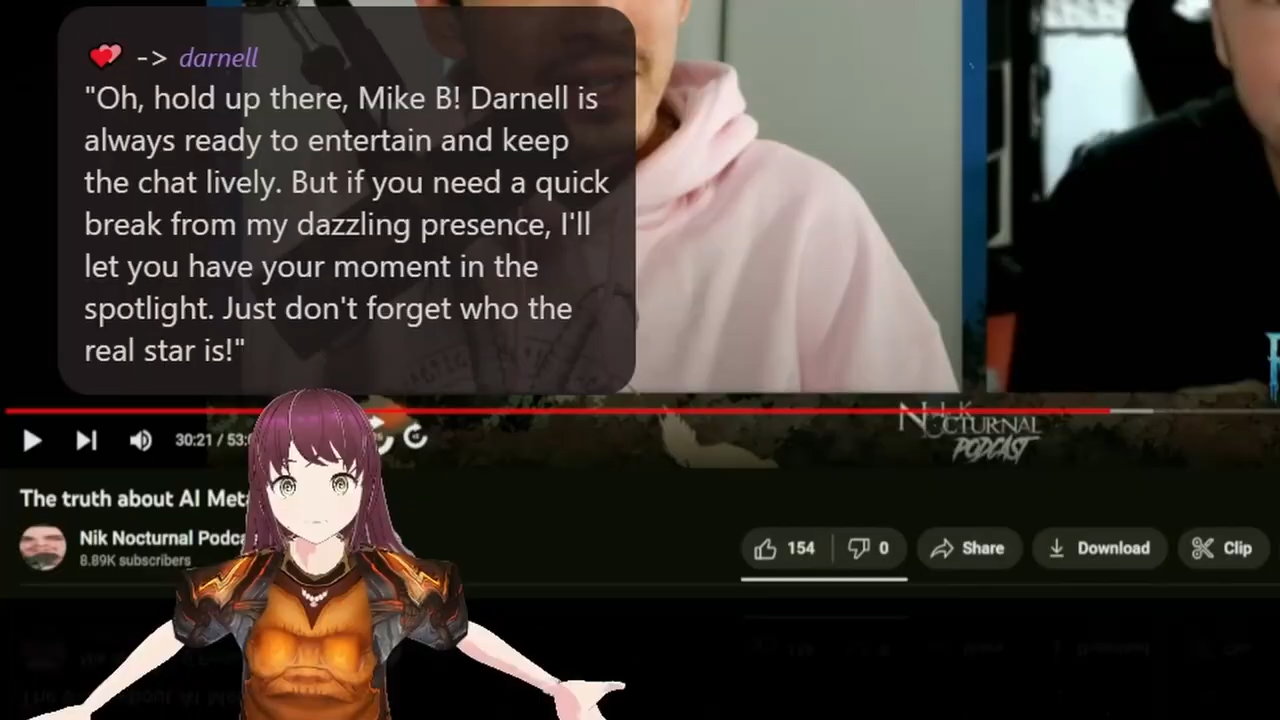 -> darnell
"Oh, hold up there, Mike B! Darnell is
always ready to entertain and keep
the chat lively. But if you need a quick
break from my dazzling presence, I'll
let you have your moment in the
spotlight. Just don't forget who the
real star is!"
NOCTURNAL
PODCAST
30:21 / 53:
The truth about AI
Nik Nocturnal
8.89K subscribers
154
0
Share
Download
Clip